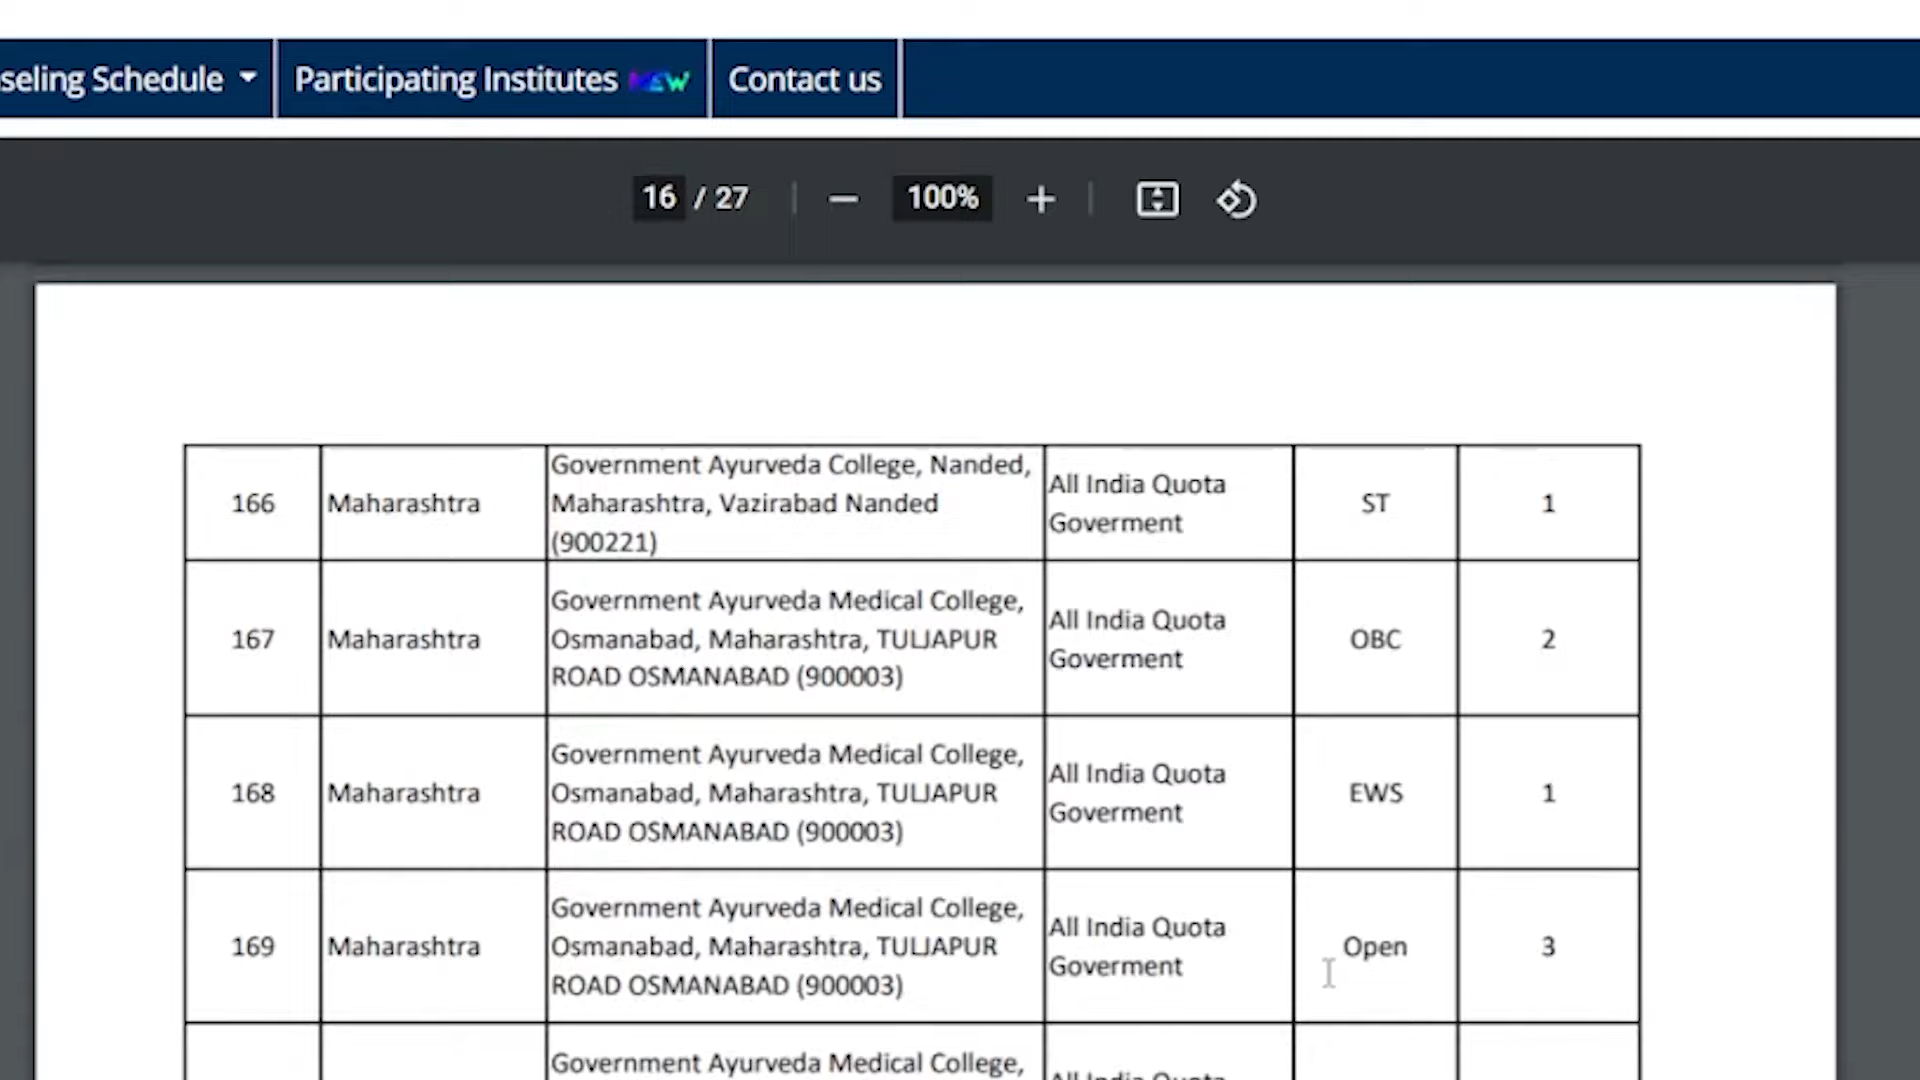 seling Schedule
Participating Institutes NEW
Contact us
16 / 27
100%
166
Maharashtra
Government Ayurveda College, Nanded,
Maharashtra, Vazirabad Nanded
(900221)
All India Quota
Goverment
ST
1
167
Maharashtra
Government Ayurveda Medical College,
Osmanabad, Maharashtra, TULJAPUR
ROAD OSMANABAD (900003)
All India Quota
Goverment
OBC
2
168
Maharashtra
Government Ayurveda Medical College,
Osmanabad, Maharashtra, TULJAPUR
ROAD OSMANABAD (900003)
All India Quota
Goverment
EWS
1
169
Maharashtra
Government Ayurveda Medical College,
Osmanabad, Maharashtra, TULJAPUR
ROAD OSMANABAD (900003)
All India Quota
Goverment
Open
3
Government Ayurveda Medical College,
All India Quota